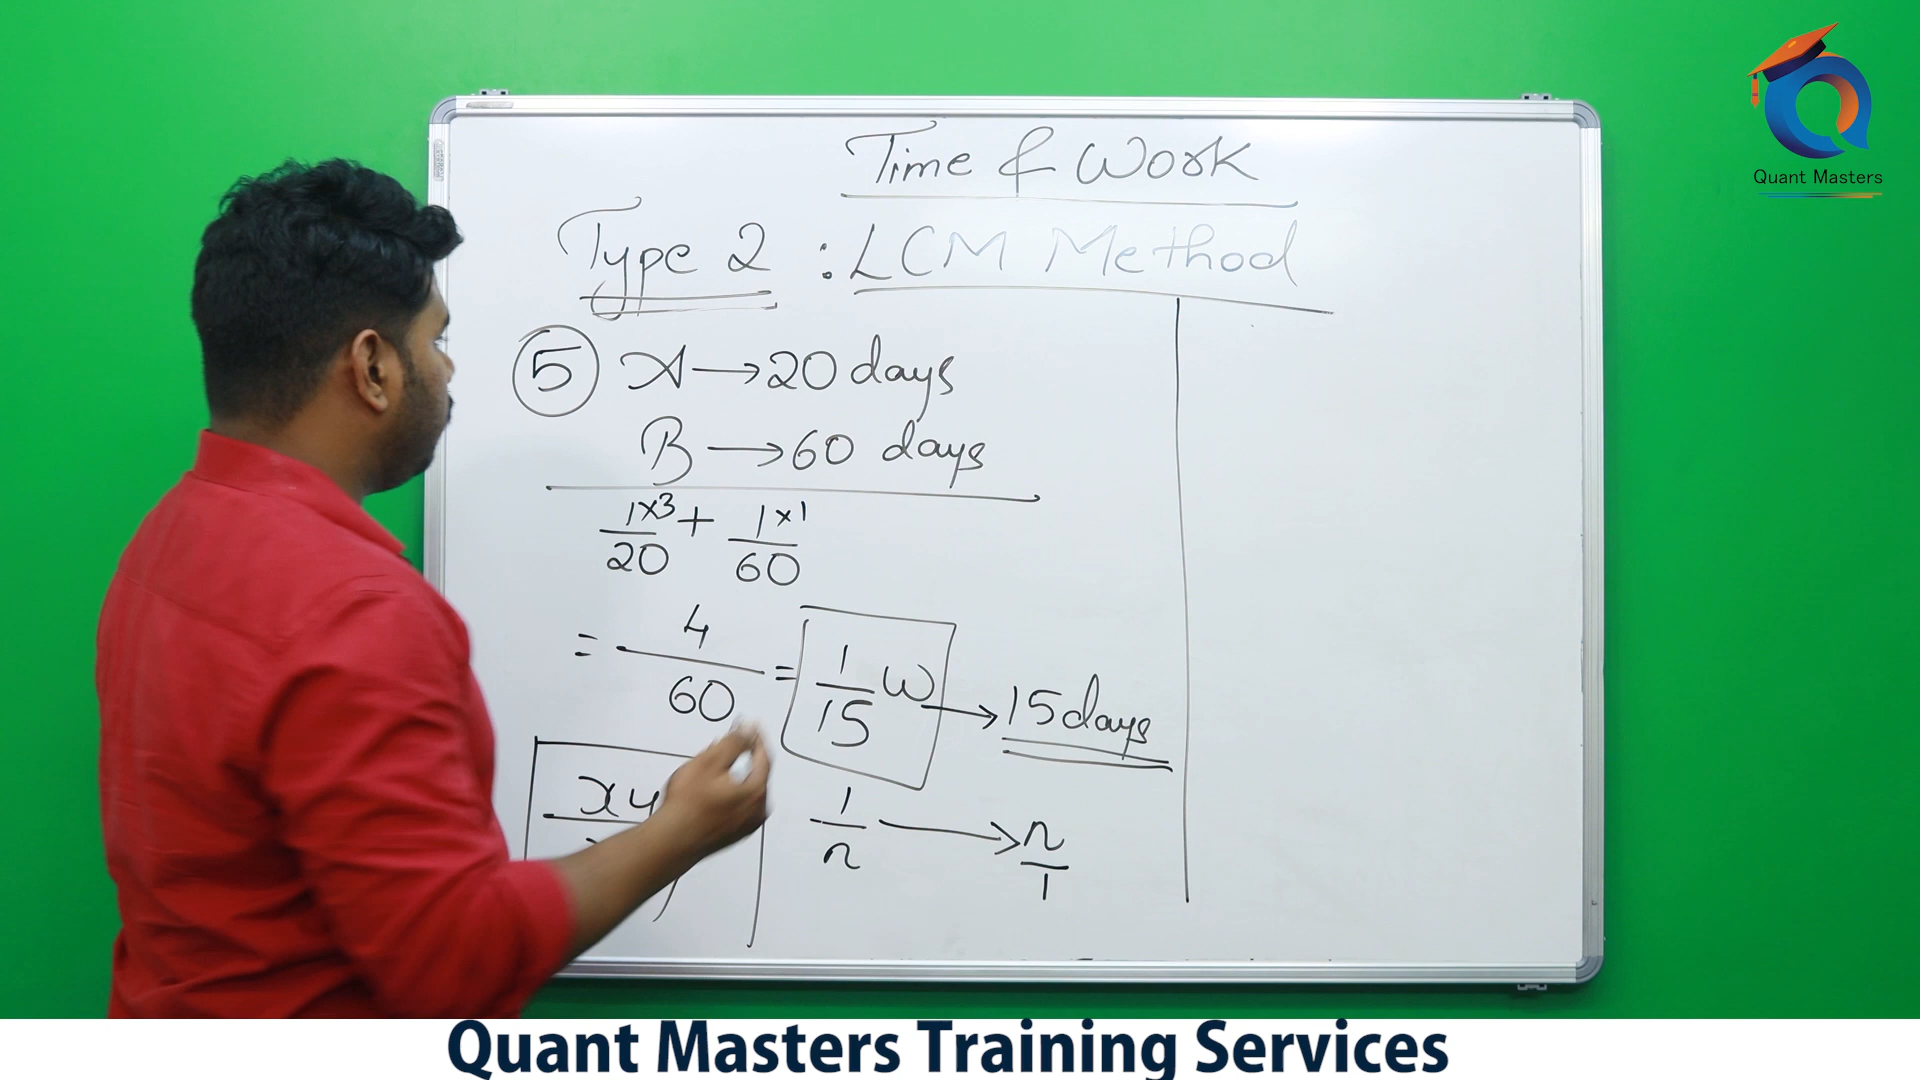 Time & Work
Type 2 : LCM Method
5 A → 20 days
B → 60 days
1×3/20 + 1×1/60
= 4/60 = 1/15 W → 15 days
xy
1/n → n/1
Quant Masters
Quant Masters Training Services